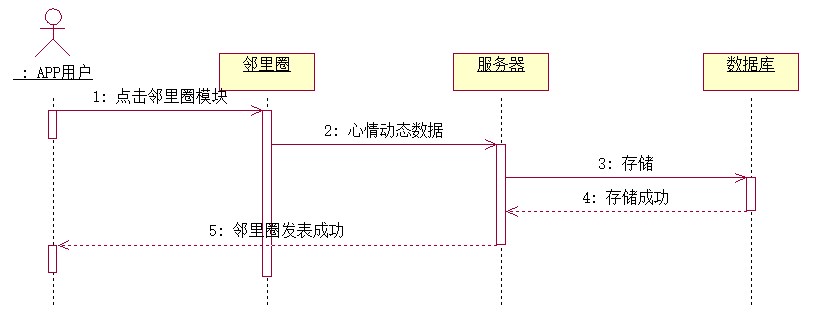 : APP用户
邻里圈
服务器
数据库
1: 点击邻里圈模块
2: 心情动态数据
3: 存储
4: 存储成功
5: 邻里圈发表成功